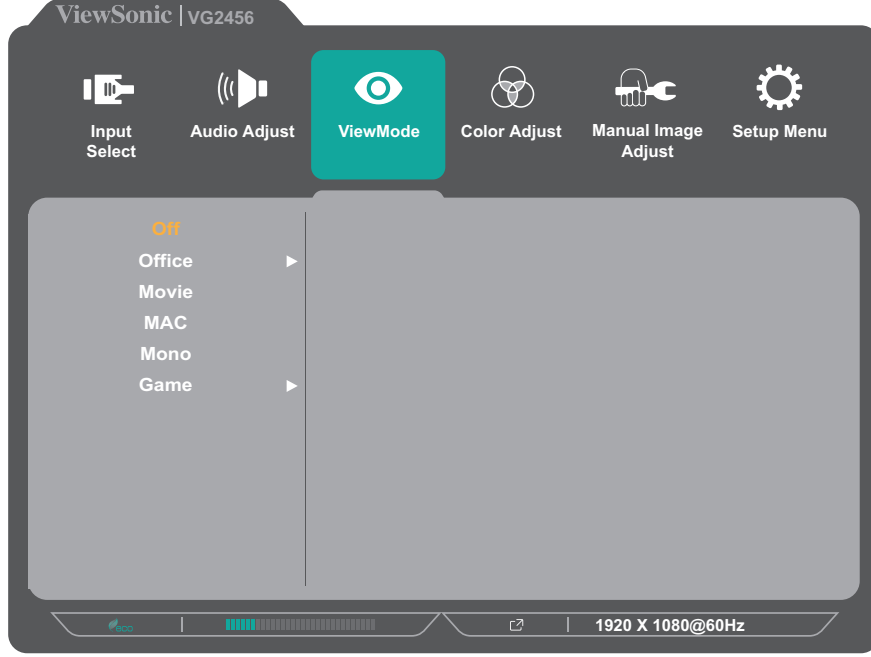 ViewSonic | VG2456
Input
Select
Audio Adjust
ViewMode
Color Adjust
Manual Image
Adjust
Setup Menu
Off
Office
Movie
MAC
Mono
Game
eco
1920 X 1080@60Hz